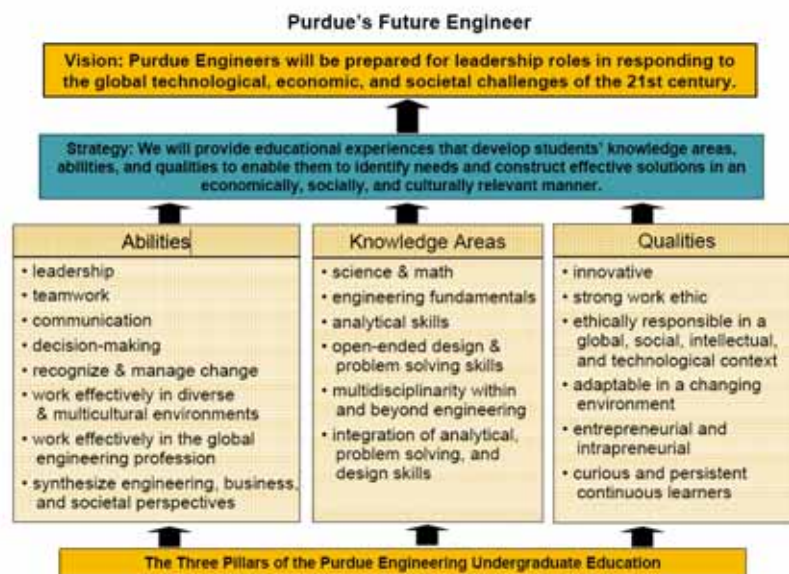 Purdue's Future Engineer
Vision: Purdue Engineers will be prepared for leadership roles in responding to
the global technological, economic, and societal challenges of the 21st century.
Strategy: We will provide educational experiences that develop students' knowledge areas,
abilities, and qualities to enable them to identify needs and construct effective solutions in an
economically, socially, and culturally relevant manner.
Abilities
• leadership
• teamwork
• communication
• decision-making
• recognize & manage change
• work effectively in diverse
& multicultural environments
• work effectively in the global
engineering profession
• synthesize engineering, business,
and societal perspectives
Knowledge Areas
• science & math
• engineering fundamentals
• analytical skills
• open-ended design &
problem solving skills
• multidisciplinarity within
and beyond engineering
• integration of analytical,
problem solving, and
design skills
Qualities
• innovative
• strong work ethic
• ethically responsible in a
global, social, intellectual,
and technological context
• adaptable in a changing
environment
• entrepreneurial and
intrapreneurial
• curious and persistent
continuous learners
The Three Pillars of the Purdue Engineering Undergraduate Education